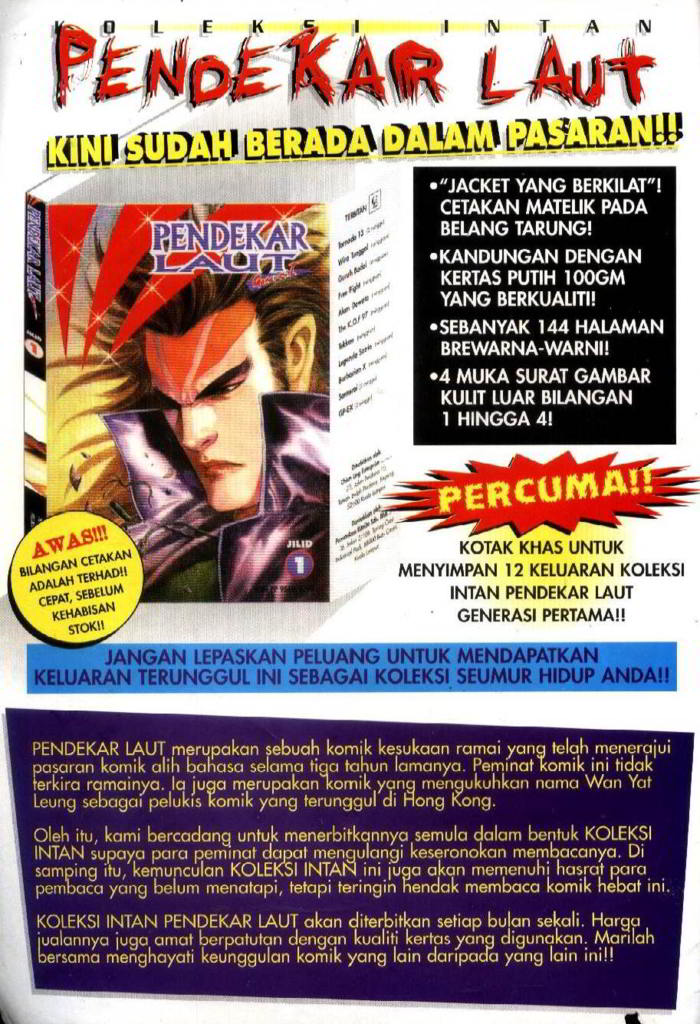 KOLEKSI INTAN
PENDEKAR LAUT
KINI SUDAH BERADA DALAM PASARAN!!!
PENDEKAR LAUT
1
PENDEKAR
LAUT
JILID
1
TERBITAN
•"JACKET YANG BERKILAT"!
CETAKAN MATELIK PADA
BELANG TARUNG!
•KANDUNGAN DENGAN
KERTAS PUTIH 100GM
YANG BERKUALITI!
•SEBANYAK 144 HALAMAN
BREWARNA-WARNI!
•4 MUKA SURAT GAMBAR
KULIT LUAR BILANGAN
1 HINGGA 4!
PERCUMA!!
KOTAK KHAS UNTUK
MENYIMPAN 12 KELUARAN KOLEKSI
INTAN PENDEKAR LAUT
GENERASI PERTAMA!!
AWAS!!!
BILANGAN CETAKAN
ADALAH TERHAD!!
CEPAT, SEBELUM
KEHABISAN
STOK!!
JANGAN LEPASKAN PELUANG UNTUK MENDAPATKAN
KELUARAN TERUNGGUL INI SEBAGAI KOLEKSI SEUMUR HIDUP ANDA!!
PENDEKAR LAUT merupakan sebuah komik kesukaan ramai yang telah menerajui
pasaran komik alih bahasa selama tiga tahun lamanya. Peminat komik ini tidak
terkira ramainya. Ia juga merupakan komik yang mengukuhkan nama Wan Yat
Leung sebagai pelukis komik yang terunggul di Hong Kong.
Oleh itu, kami bercadang untuk menerbitkannya semula dalam bentuk KOLEKSI
INTAN supaya para peminat dapat mengulangi keseronokan membacanya. Di
samping itu, kemunculan KOLEKSI INTAN ini juga akan memenuhi hasrat para
pembaca yang belum menatapi, tetapi teringin hendak membaca komik hebat ini.
KOLEKSI INTAN PENDEKAR LAUT akan diterbitkan setiap bulan sekali. Harga
jualannya juga amat berpatutan dengan kualiti kertas yang digunakan. Marilah
bersama menghayati keunggulan komik yang lain daripada yang lain ini!!